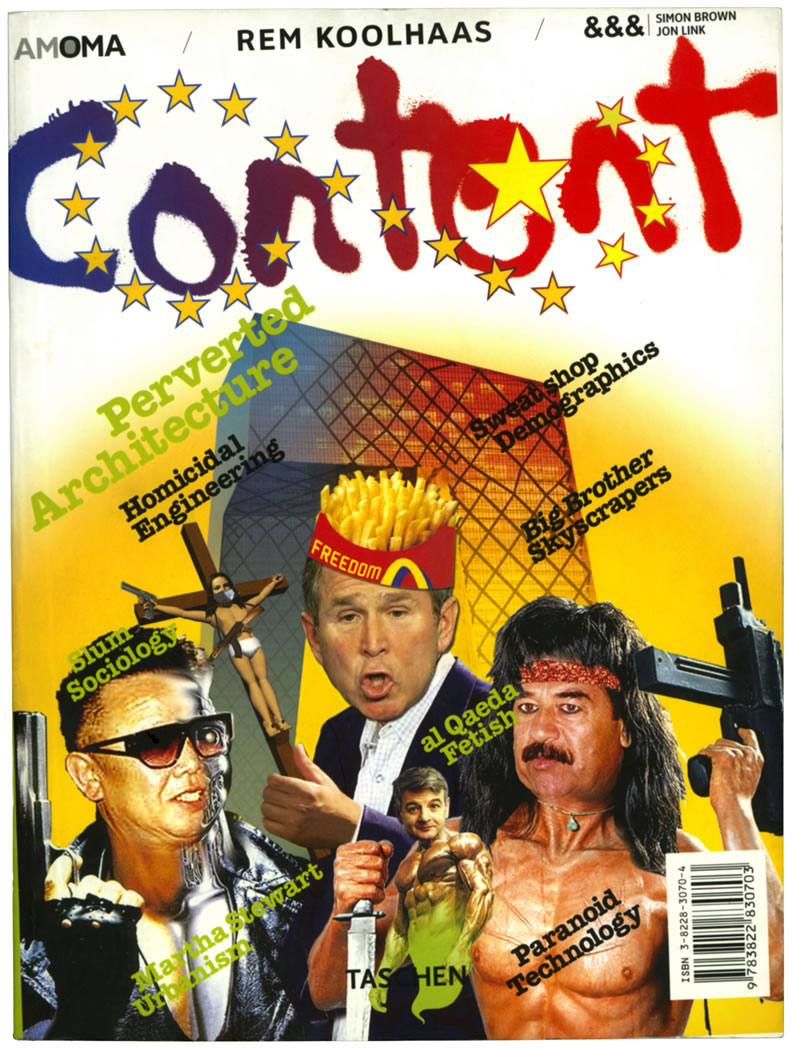 AMOMA / REM KOOLHAAS / &&& | SIMON BROWN
JON LINK
Content
Perverted
Architecture
Homicidal
Engineering
Sweatshop
Demographics
Big Brother
Skyscrapers
FREEDOM
Slum
Sociology
al Qaeda
Fetish
Martha Stewart
Urbanism
Paranoid
Technology
TASCHEN
ISBN 3-8228-3070-4
9 783822 830703